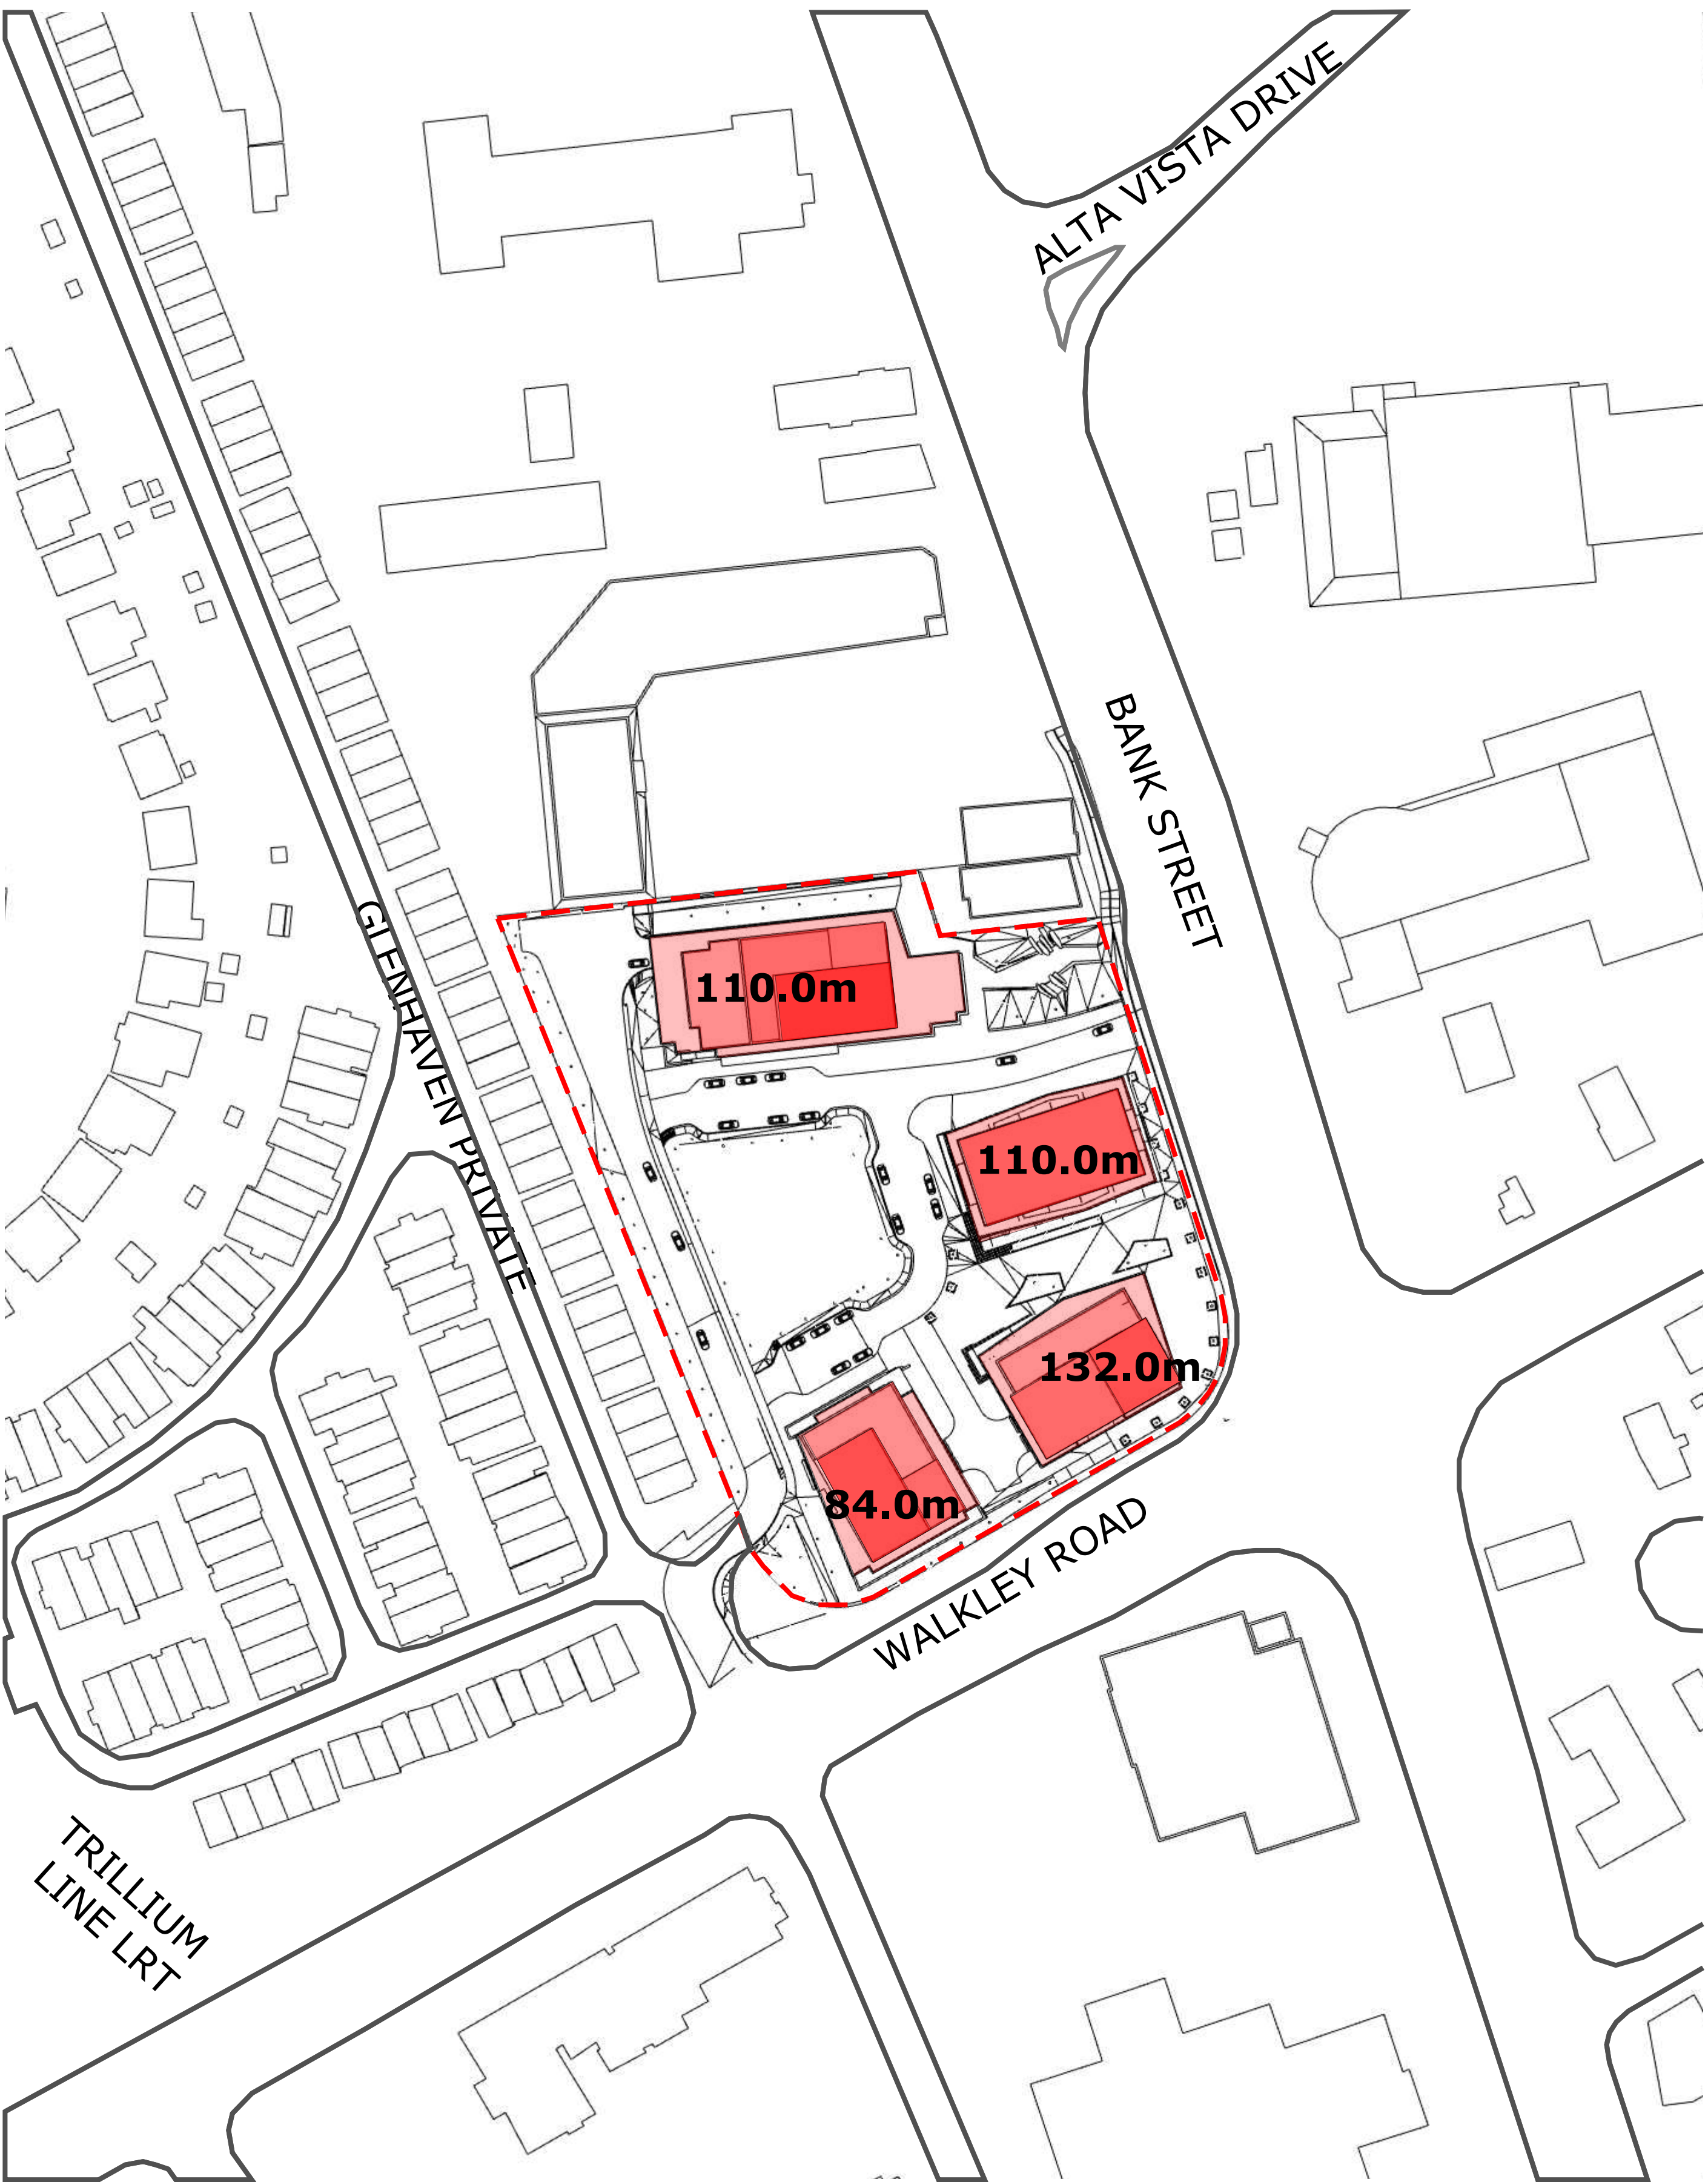 ALTA VISTA DRIVE
BANK STREET
GLENHAVEN PRIVATE
110.0m
110.0m
132.0m
84.0m
WALKLEY ROAD
TRILLIUM
LINE LRT